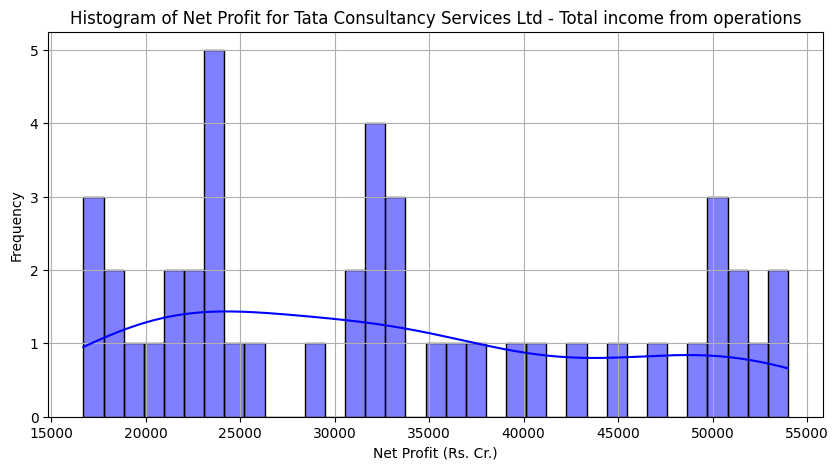 Histogram of Net Profit for Tata Consultancy Services Ltd - Total income from operations
5
4
3
2
1
0
Frequency
15000 20000 25000 30000 35000 40000 45000 50000 55000
Net Profit (Rs. Cr.)